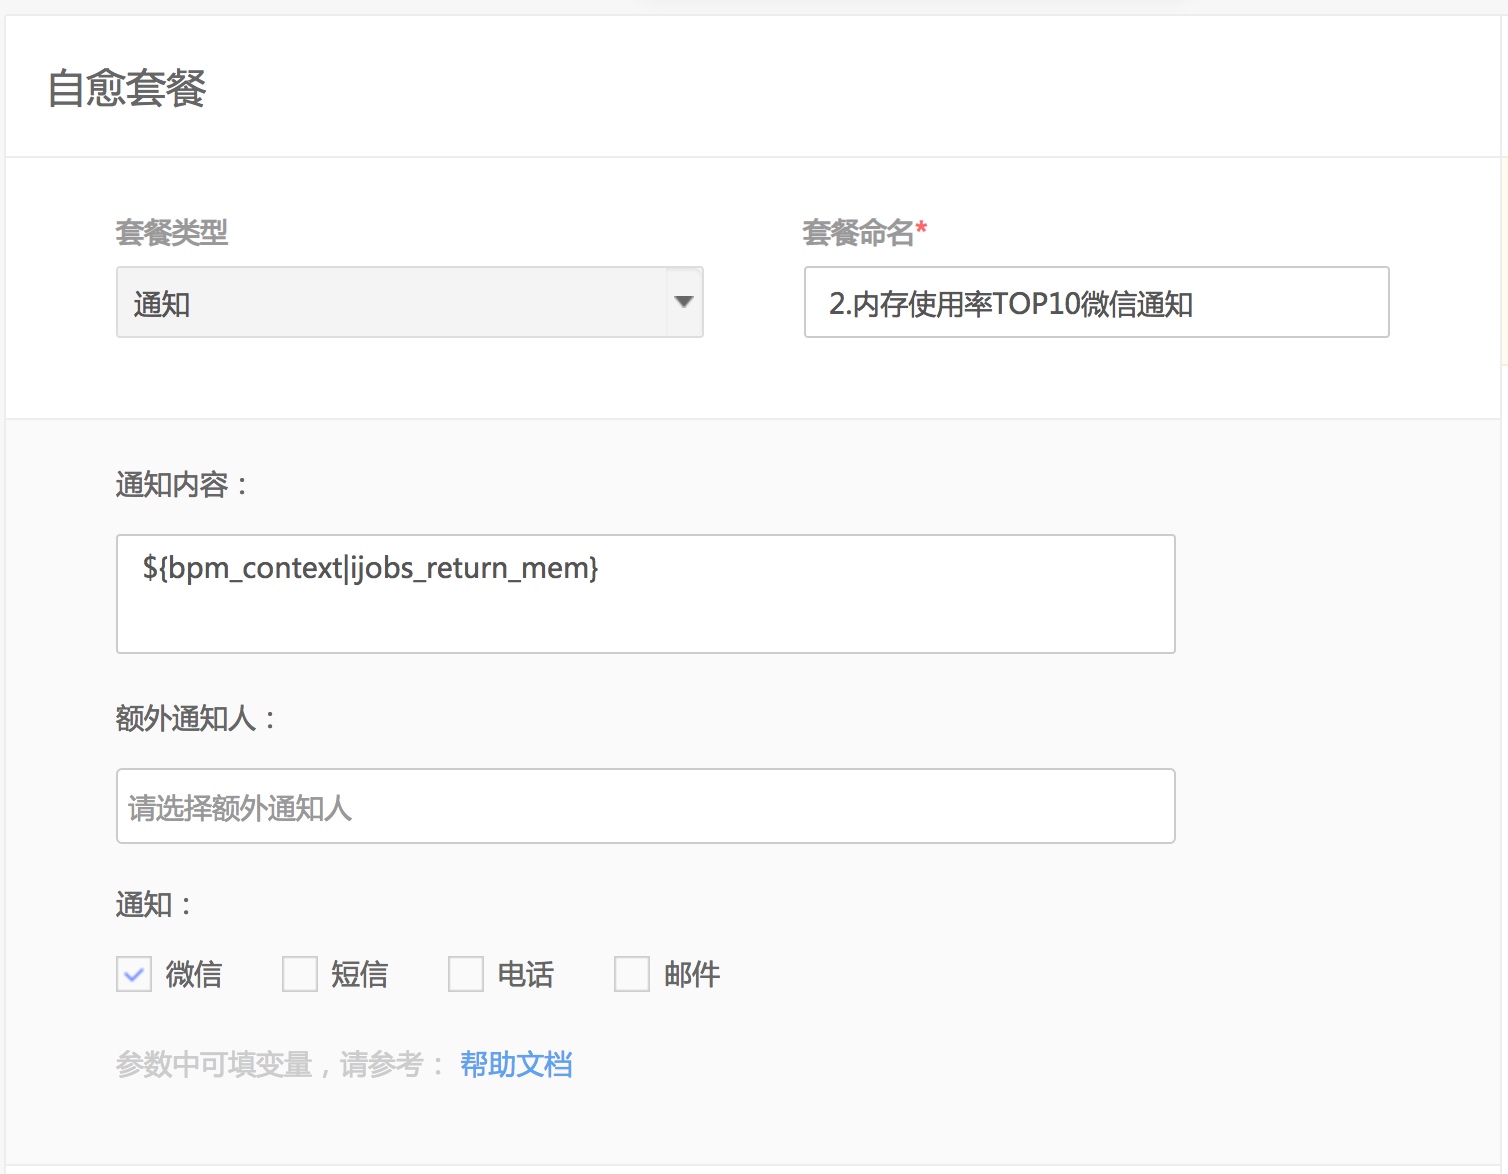 自愈套餐
套餐类型
套餐命名*
通知
2.内存使用率TOP10微信通知
通知内容：
${bpm_context|ijobs_return_mem}
额外通知人：
请选择额外通知人
通知：
微信 短信 电话 邮件
参数中可填变量，请参考： 帮助文档